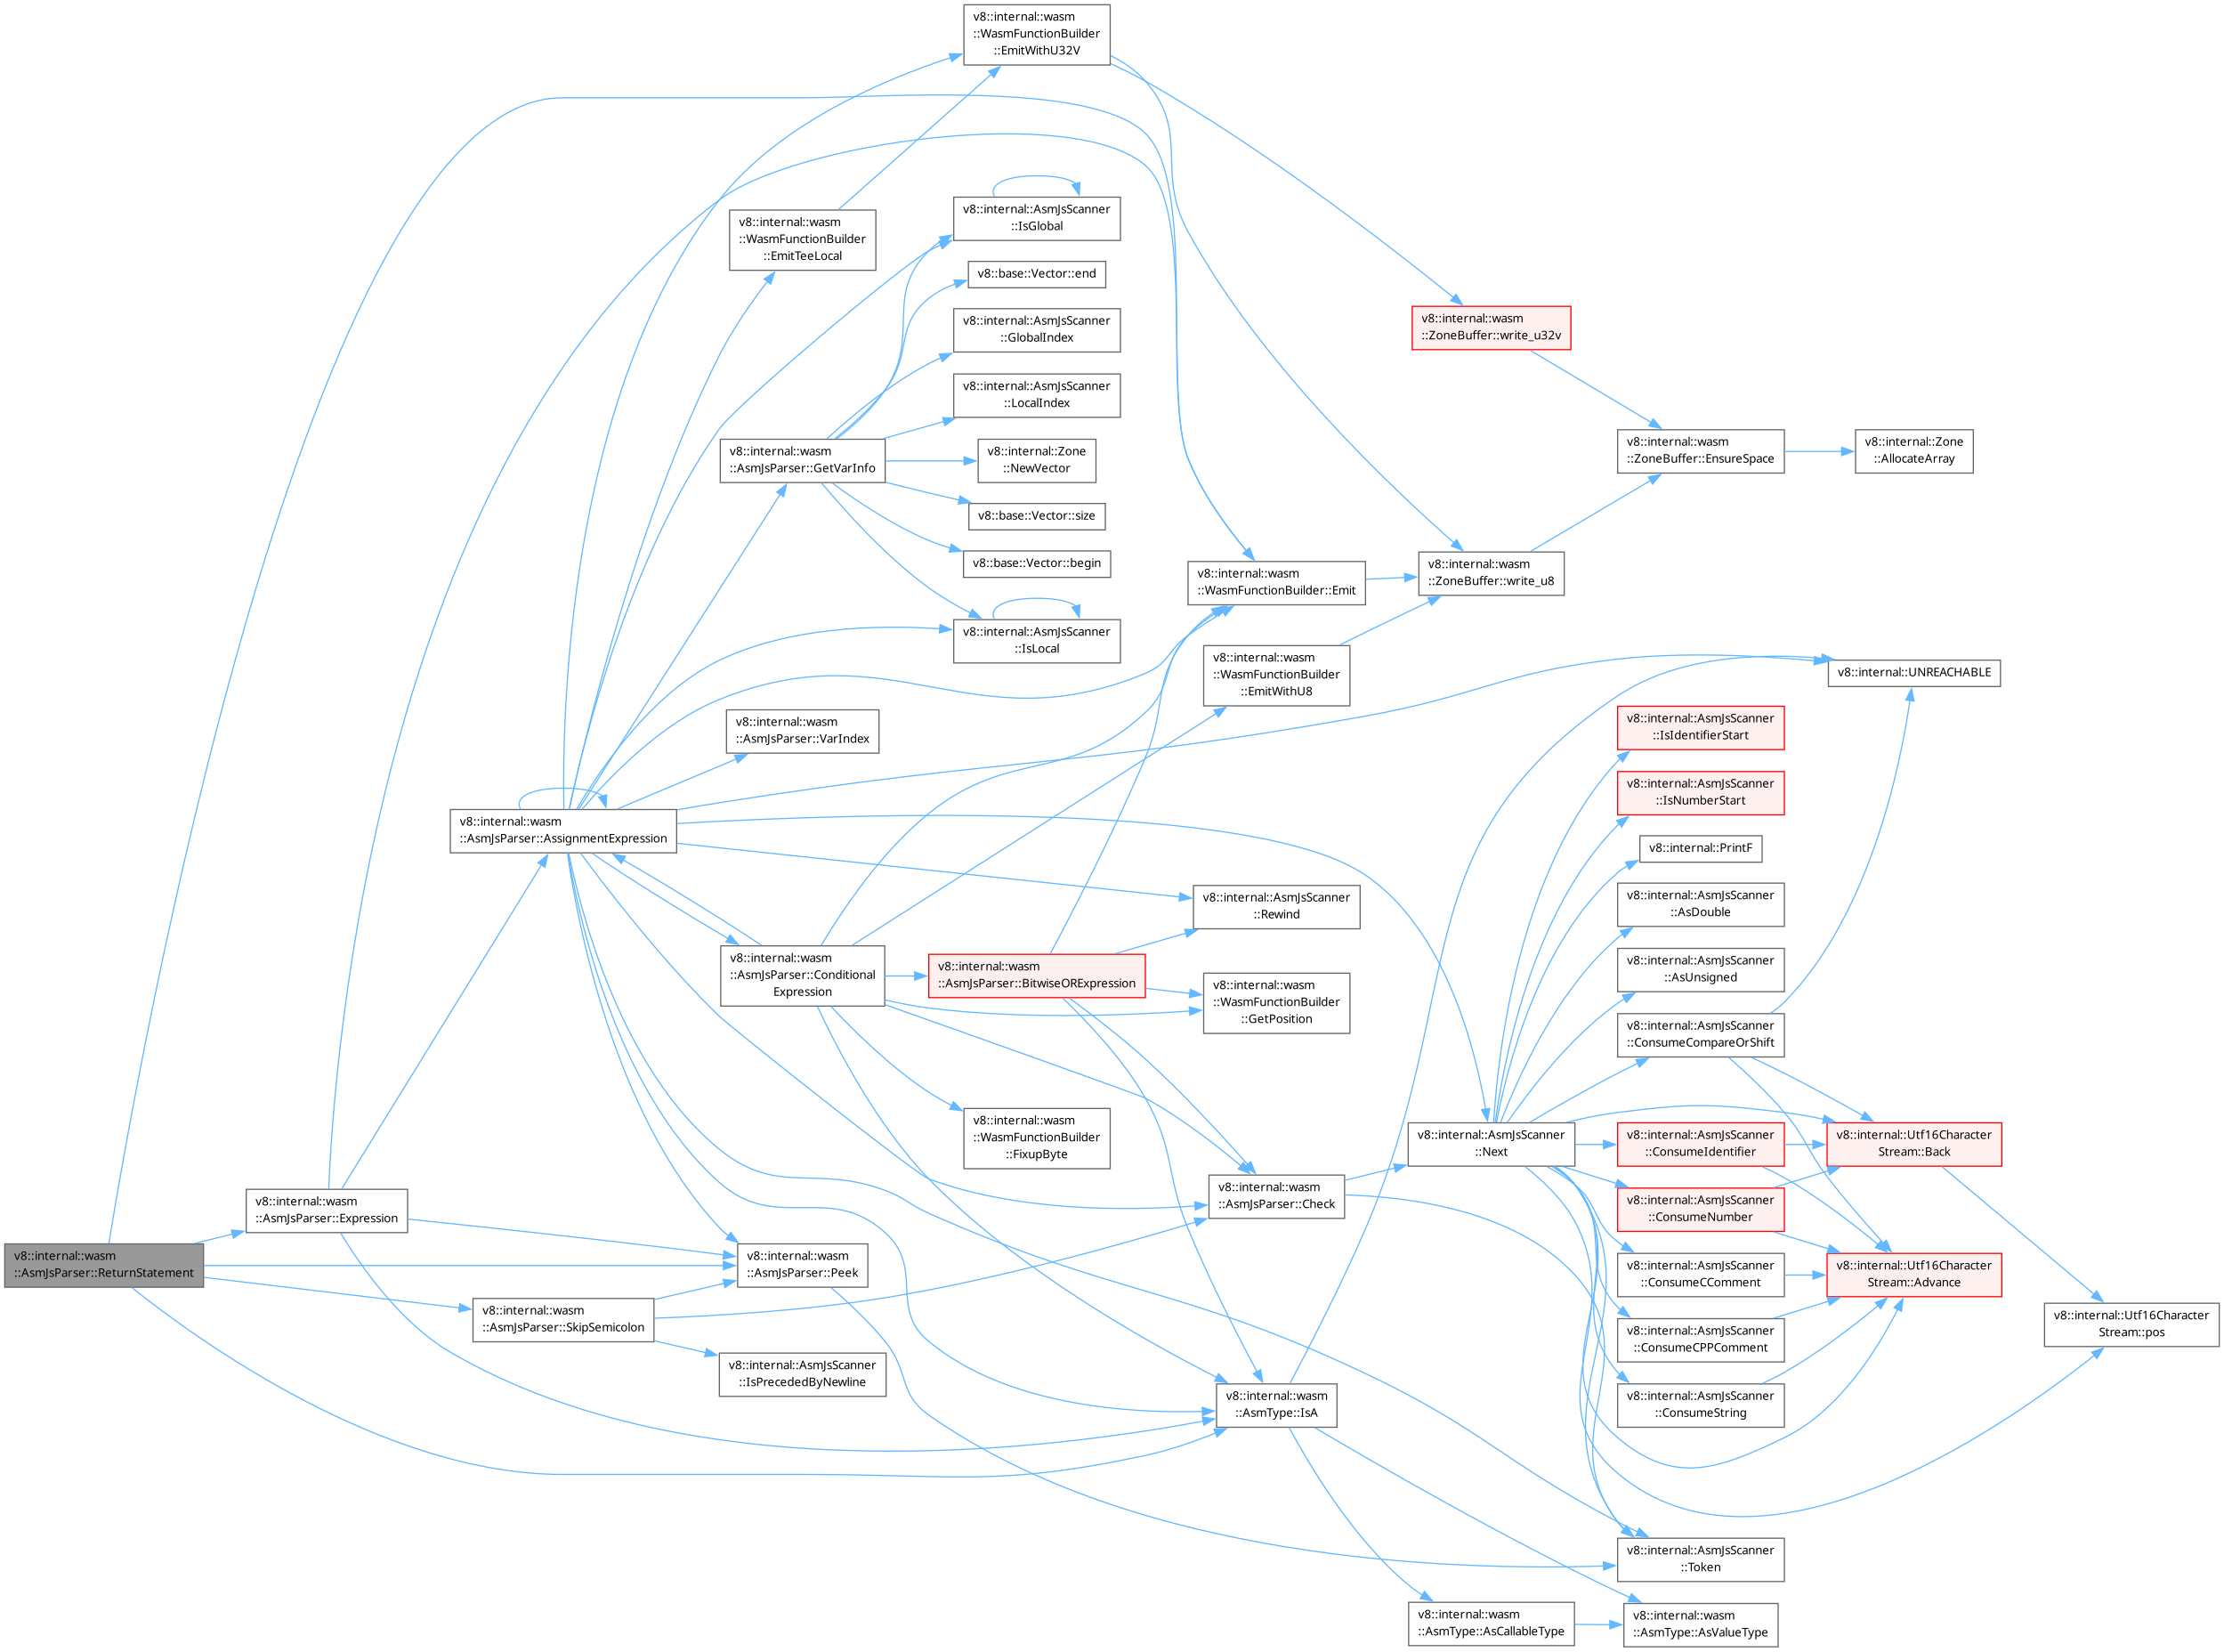 v8::internal::wasm
::WasmFunctionBuilder
::EmitWithU32V
v8::internal::AsmJsScanner
::IsGlobal
v8::internal::wasm
::WasmFunctionBuilder
::EmitTeeLocal
v8::base::Vector::end
v8::internal::AsmJsScanner
::GlobalIndex
v8::internal::wasm
::ZoneBuffer::write_u32v
v8::internal::AsmJsScanner
::LocalIndex
v8::internal::wasm
::AsmJsParser::GetVarInfo
v8::internal::Zone
::NewVector
v8::internal::wasm
::ZoneBuffer::EnsureSpace
v8::internal::Zone
::AllocateArray
v8::base::Vector::size
v8::base::Vector::begin
v8::internal::wasm
::WasmFunctionBuilder::Emit
v8::internal::wasm
::ZoneBuffer::write_u8
v8::internal::AsmJsScanner
::IsLocal
v8::internal::wasm
::WasmFunctionBuilder
::EmitWithU8
v8::internal::UNREACHABLE
v8::internal::wasm
::AsmJsParser::VarIndex
v8::internal::AsmJsScanner
::IsIdentifierStart
v8::internal::AsmJsScanner
::IsNumberStart
v8::internal::wasm
::AsmJsParser::AssignmentExpression
v8::internal::PrintF
v8::internal::AsmJsScanner
::Rewind
v8::internal::AsmJsScanner
::AsDouble
v8::internal::wasm
::AsmJsParser::Conditional
Expression
v8::internal::wasm
::AsmJsParser::BitwiseORExpression
v8::internal::AsmJsScanner
::AsUnsigned
v8::internal::wasm
::WasmFunctionBuilder
::GetPosition
v8::internal::AsmJsScanner
::ConsumeCompareOrShift
v8::internal::wasm
::WasmFunctionBuilder
::FixupByte
v8::internal::AsmJsScanner
::Next
v8::internal::AsmJsScanner
::ConsumeIdentifier
v8::internal::Utf16Character
Stream::Back
v8::internal::wasm
::AsmJsParser::Expression
v8::internal::wasm
::AsmJsParser::Check
v8::internal::AsmJsScanner
::ConsumeNumber
v8::internal::wasm
::AsmJsParser::ReturnStatement
v8::internal::wasm
::AsmJsParser::Peek
v8::internal::AsmJsScanner
::ConsumeCComment
v8::internal::Utf16Character
Stream::Advance
v8::internal::wasm
::AsmJsParser::SkipSemicolon
v8::internal::AsmJsScanner
::ConsumeCPPComment
v8::internal::Utf16Character
Stream::pos
v8::internal::AsmJsScanner
::IsPrecededByNewline
v8::internal::wasm
::AsmType::IsA
v8::internal::AsmJsScanner
::ConsumeString
v8::internal::AsmJsScanner
::Token
v8::internal::wasm
::AsmType::AsCallableType
v8::internal::wasm
::AsmType::AsValueType